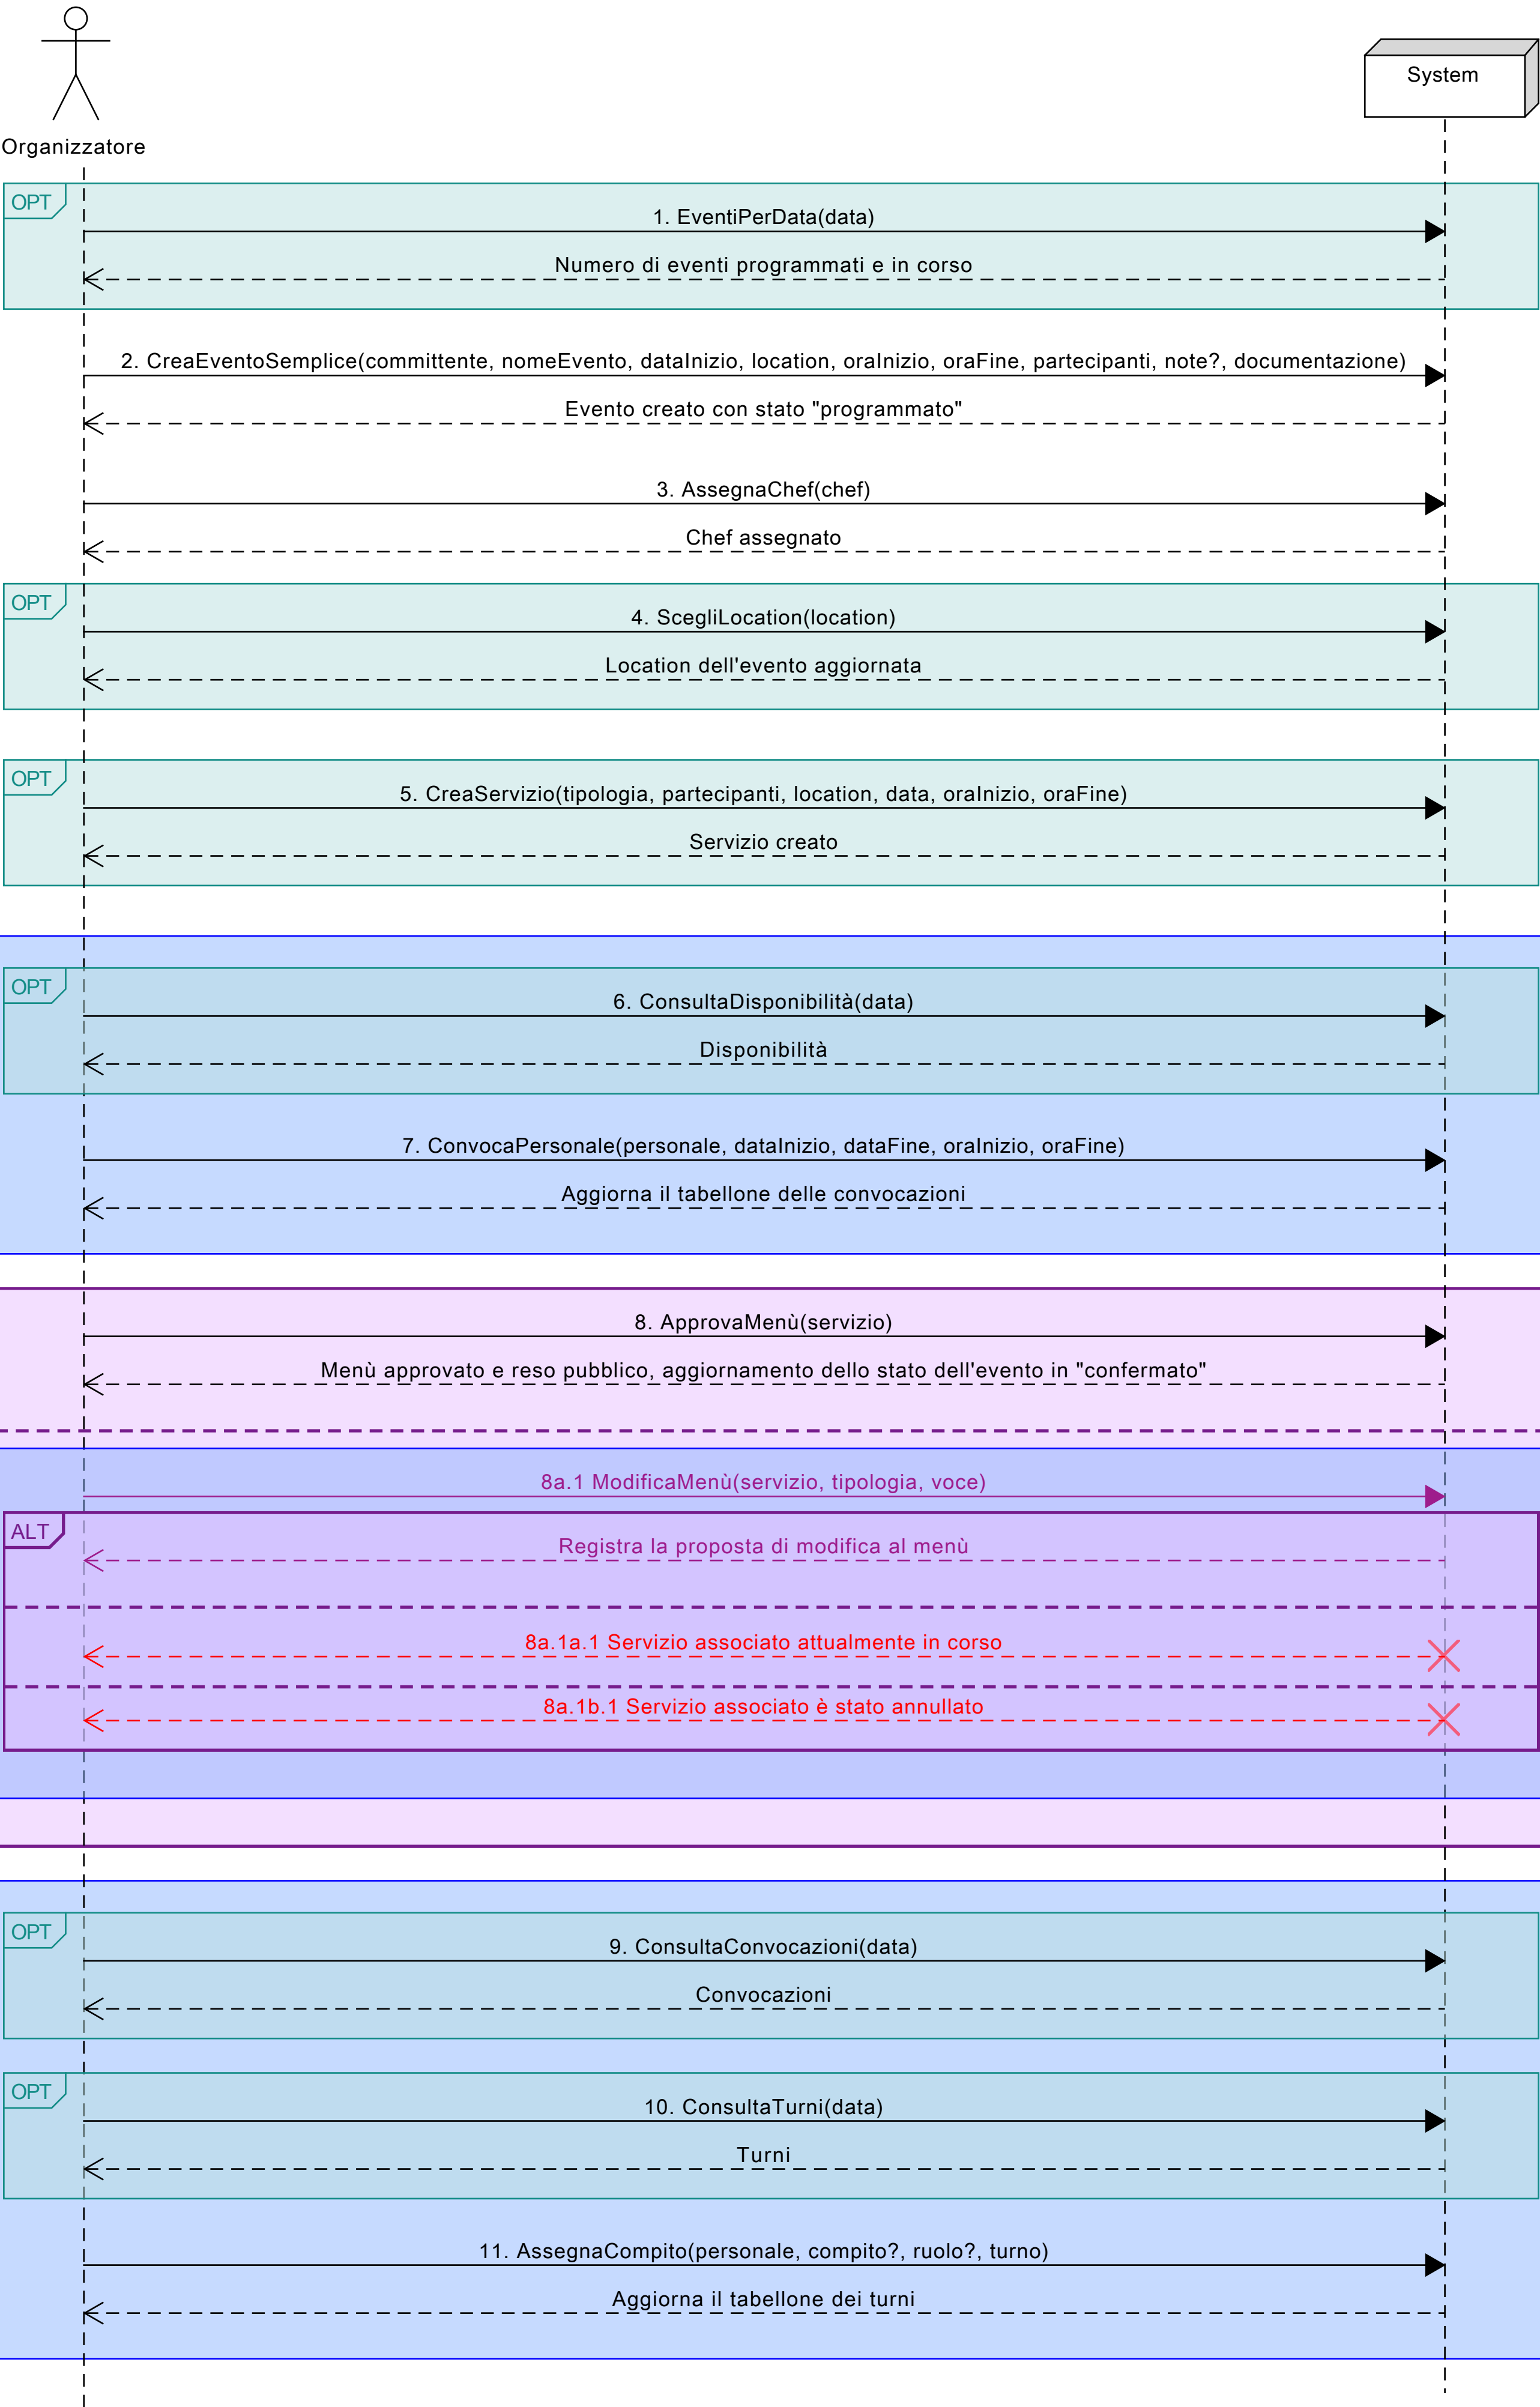 System
Organizzatore
OPT
1. EventiPerData(data)
Numero di eventi programmati e in corso
2. CreaEventoSemplice(committente, nomeEvento, dataInizio, location, oraInizio, oraFine, partecipanti, note?, documentazione)
Evento creato con stato "programmato"
3. AssegnaChef(chef)
Chef assegnato
OPT
4. ScegliLocation(location)
Location dell'evento aggiornata
OPT
5. CreaServizio(tipologia, partecipanti, location, data, oraInizio, oraFine)
Servizio creato
OPT
6. ConsultaDisponibilità(data)
Disponibilità
7. ConvocaPersonale(personale, dataInizio, dataFine, oraInizio, oraFine)
Aggiorna il tabellone delle convocazioni
8. ApprovaMenù(servizio)
Menù approvato e reso pubblico, aggiornamento dello stato dell'evento in "confermato"
8a.1 ModificaMenù(servizio, tipologia, voce)
ALT
Registra la proposta di modifica al menù
8a.1a.1 Servizio associato attualmente in corso
8a.1b.1 Servizio associato è stato annullato
OPT
9. ConsultaConvocazioni(data)
Convocazioni
OPT
10. ConsultaTurni(data)
Turni
11. AssegnaCompito(personale, compito?, ruolo?, turno)
Aggiorna il tabellone dei turni